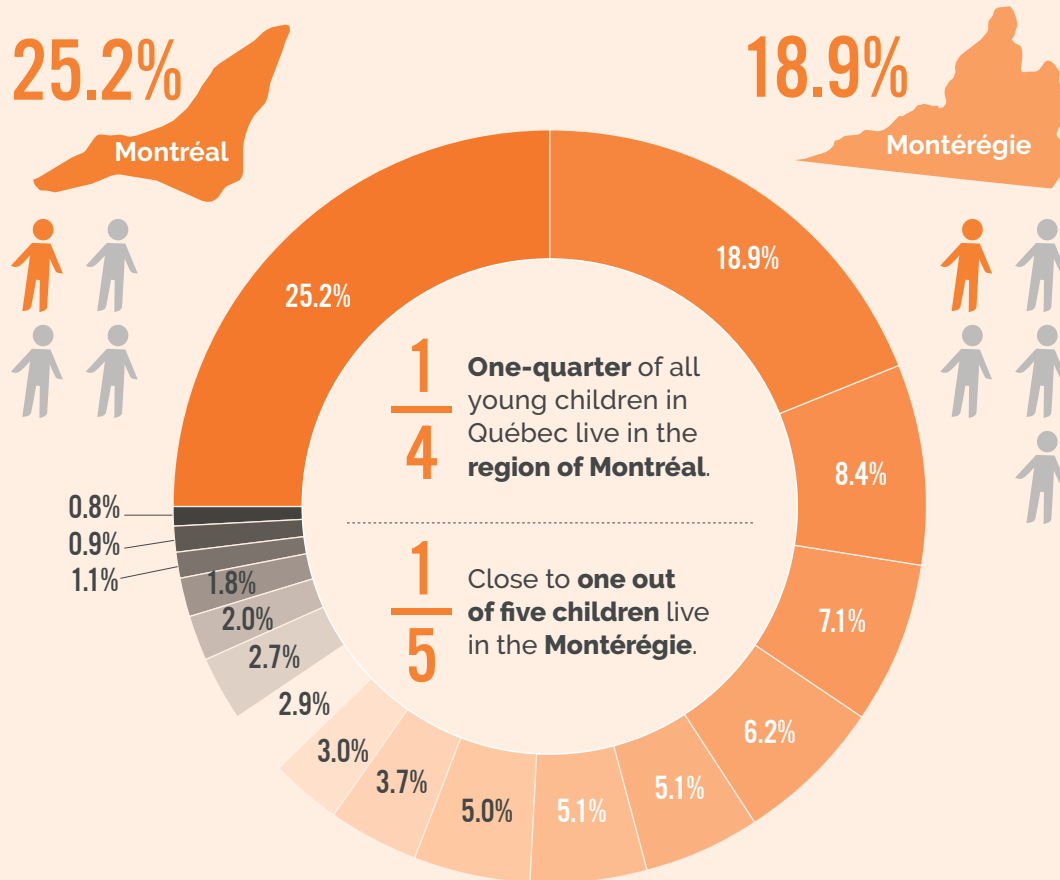 25.2%
Montréal
18.9%
Montérégie
25.2%
18.9%
8.4%
7.1%
6.2%
5.1%
5.1%
5.0%
3.7%
3.0%
2.9%
2.7%
2.0%
1.8%
1.1%
0.9%
0.8%
1
4
One-quarter of all
young children in
Québec live in the
region of Montréal.
1
5
Close to one out
of five children live
in the Montérégie.